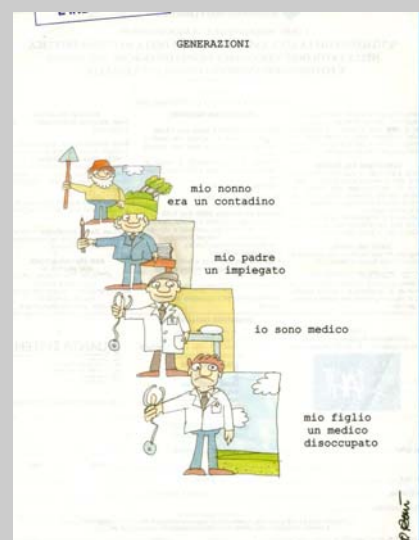 GENERAZIONI
mio nonno
era un contadino
mio padre
un impiegato
io sono medico
mio figlio
un medico
disoccupato